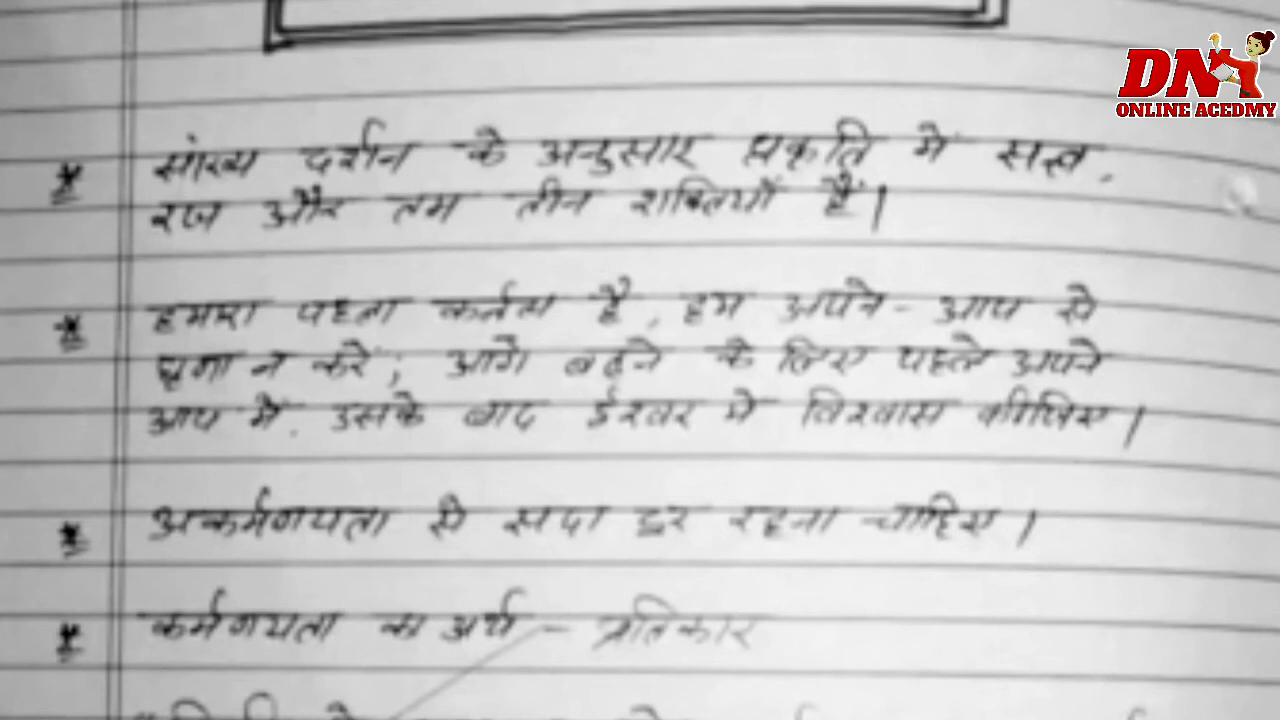 DN
ONLINE ACEDMY
* सांख्य दर्शन के अनुसार प्रकृति में सत्व,
रज और तम तीन शक्तियाँ हैं।
* हमारा पहला कर्तव्य है, हम अपने-आप से
घृणा न करें; आगे बढ़ने के लिए पहले अपने
आप में, उसके बाद ईश्वर में विश्वास कीजिए।
* अकर्मण्यता से सदा दूर रहना चाहिए।
* कर्मण्यता का अर्थ - प्रतिकार